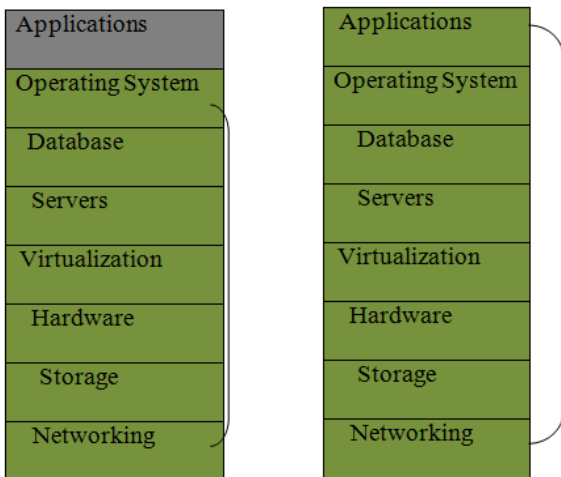 Applications
Operating System
Database
Servers
Virtualization
Hardware
Storage
Networking
Applications
Operating System
Database
Servers
Virtualization
Hardware
Storage
Networking